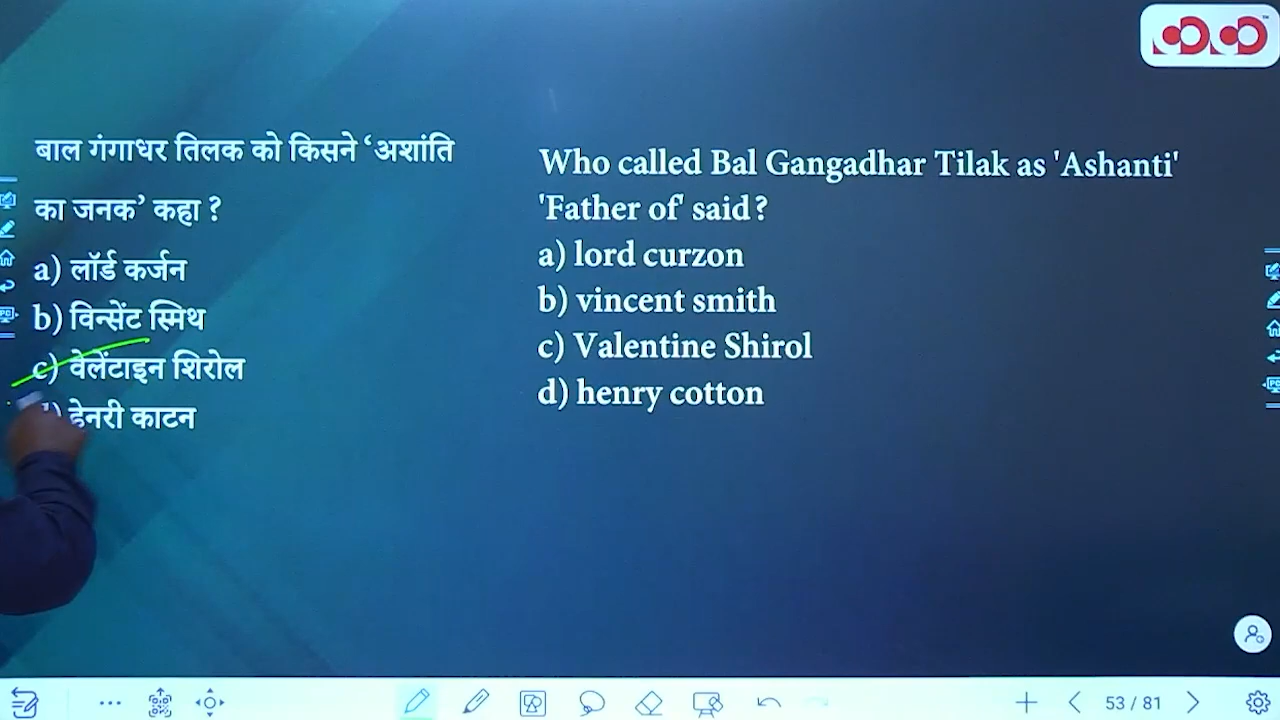 बाल गंगाधर तिलक को किसने ‘अशांति
का जनक’ कहा ?
a) लॉर्ड कर्जन
b) विन्सेंट स्मिथ
c) वेलेंटाइन शिरोल
d) हेनरी काटन
Who called Bal Gangadhar Tilak as 'Ashanti'
'Father of' said?
a) lord curzon
b) vincent smith
c) Valentine Shirol
d) henry cotton
53 / 81